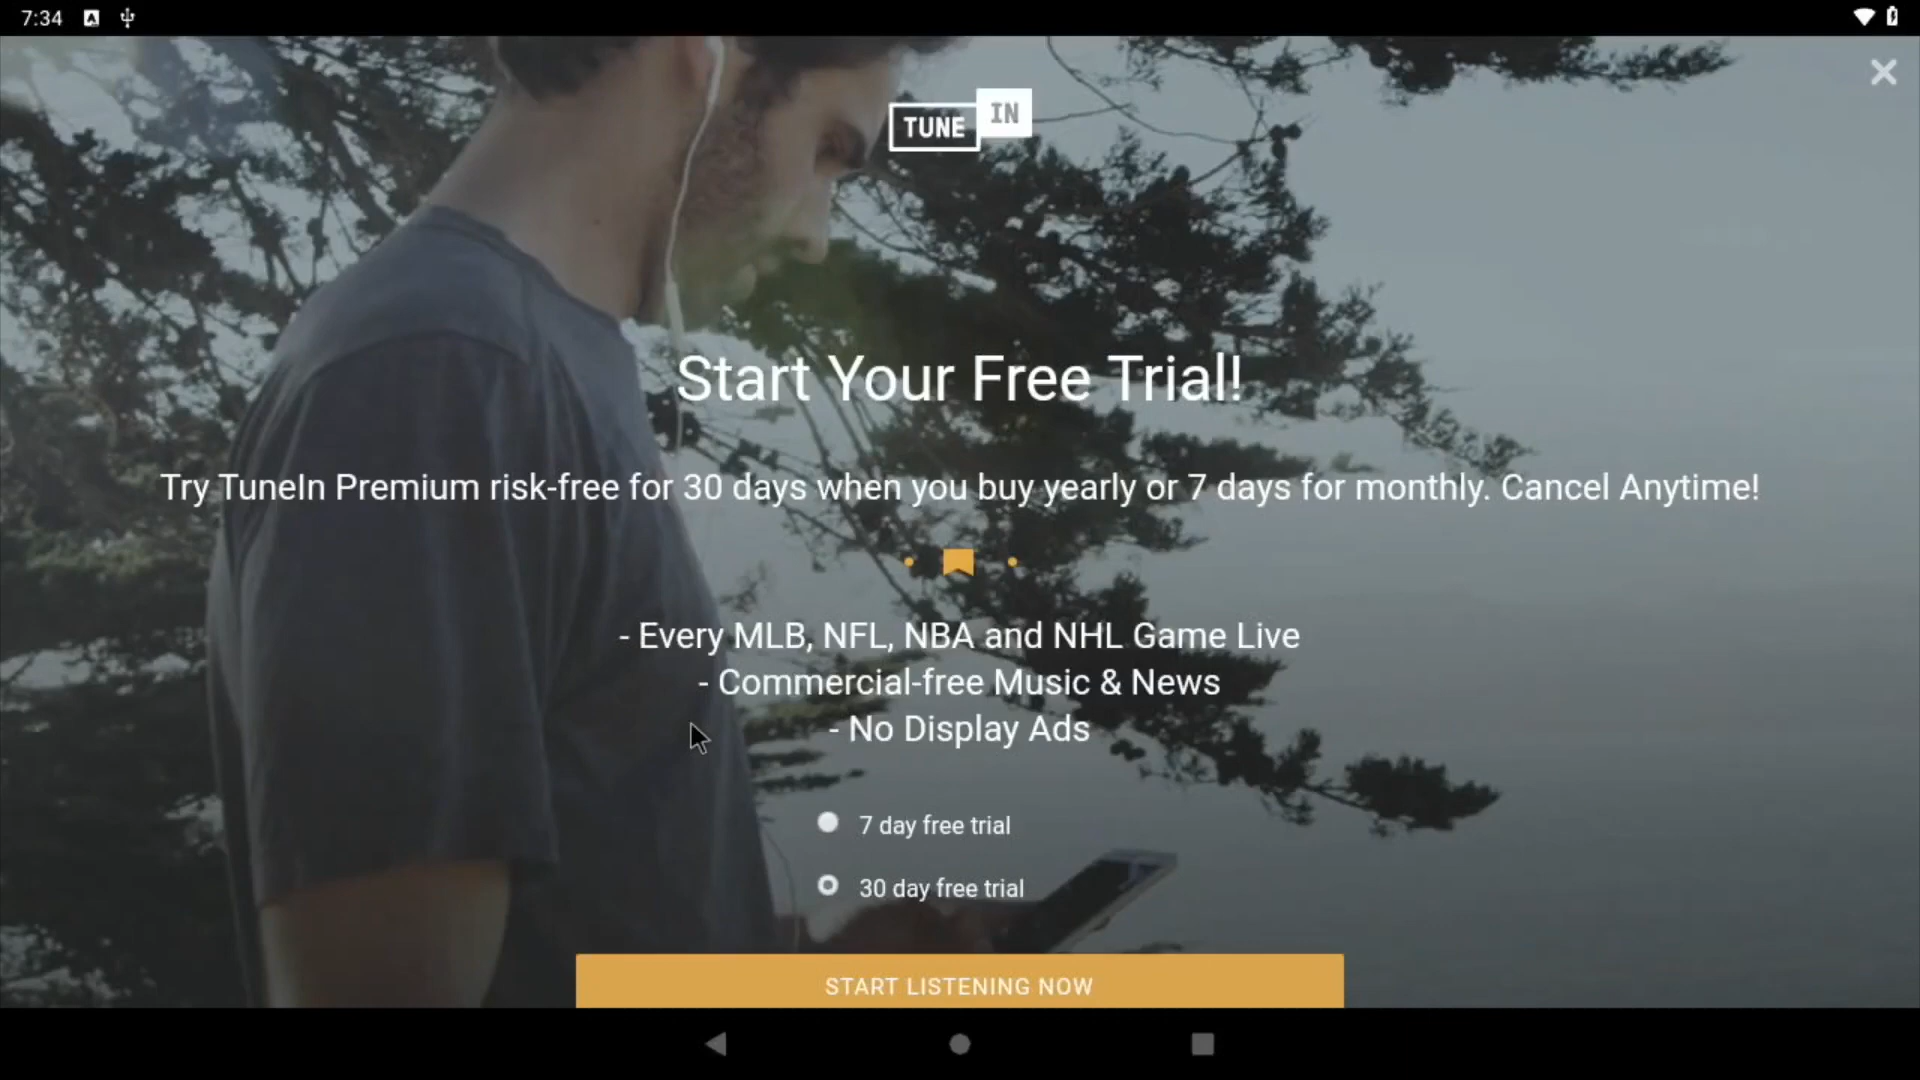 7:34
TUNE IN
Start Your Free Trial!
Try TuneIn Premium risk-free for 30 days when you buy yearly or 7 days for monthly. Cancel Anytime!
- Every MLB, NFL, NBA and NHL Game Live
- Commercial-free Music & News
- No Display Ads
7 day free trial
30 day free trial
START LISTENING NOW